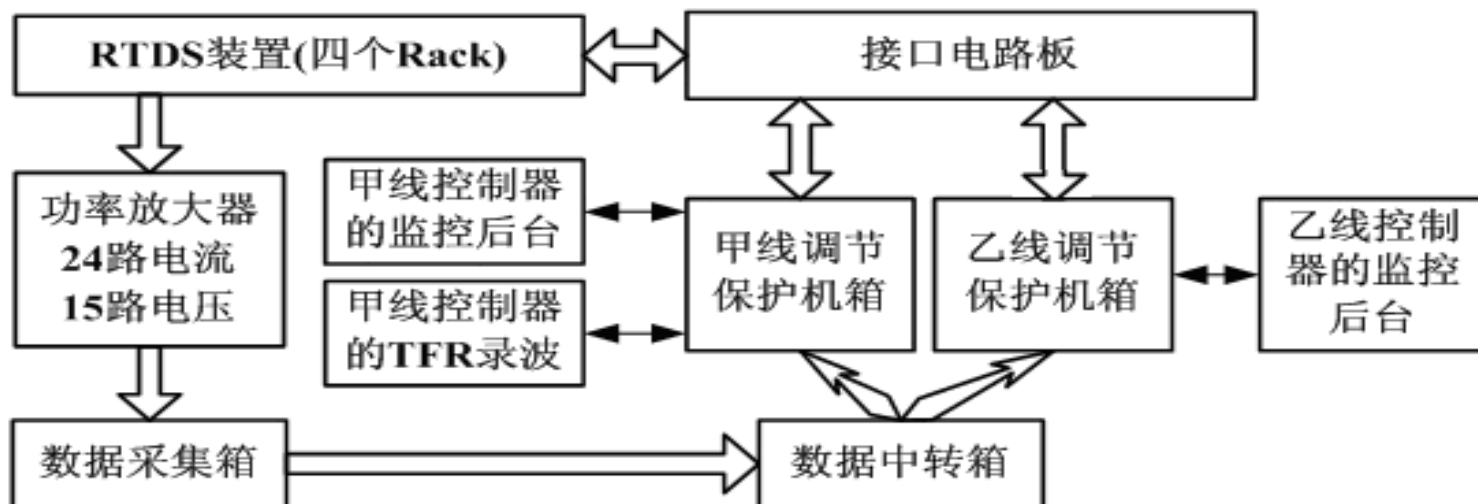 RTDS装置(四个Rack)
接口电路板
功率放大器
24路电流
15路电压
甲线控制器
的监控后台
甲线控制器
的TFR录波
甲线调节
保护机箱
乙线调节
保护机箱
乙线控制
器的监控
后台
数据采集箱
数据中转箱